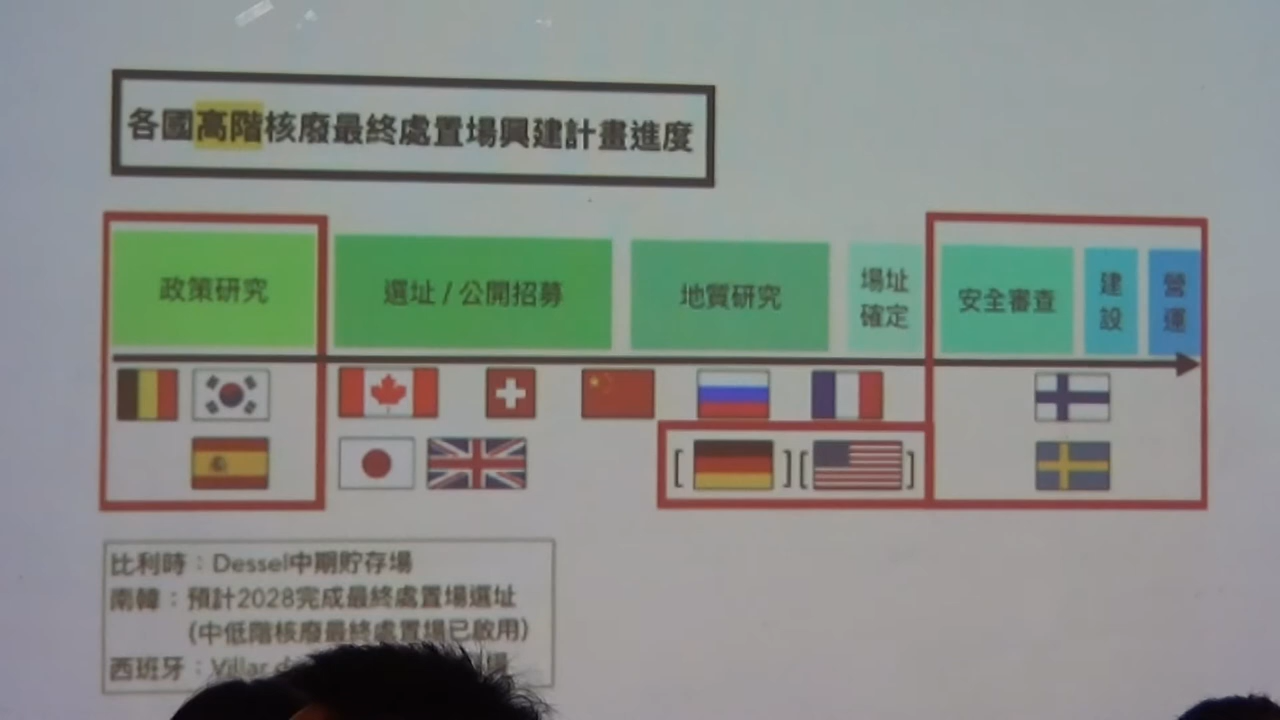 各國高階核廢最終處置場興建計畫進度
政策研究
選址 / 公開招募
地質研究
場址
確定
安全審查
建
設
營
運
[ ] [ ]
比利時：Dessel中期貯存場
南韓：預計2028完成最終處置場選址
(中低階核廢最終處置場已啟用)
西班牙：Villar 場